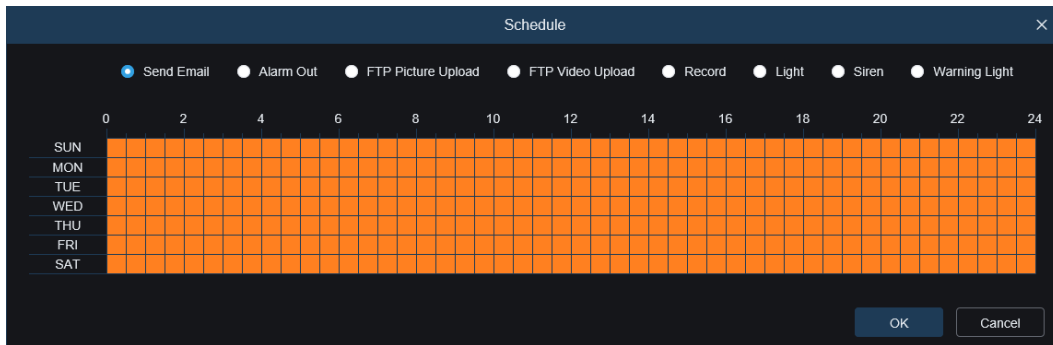 Schedule
Send Email Alarm Out FTP Picture Upload FTP Video Upload Record Light Siren Warning Light
0 2 4 6 8 10 12 14 16 18 20 22 24
SUN
MON
TUE
WED
THU
FRI
SAT
OK Cancel